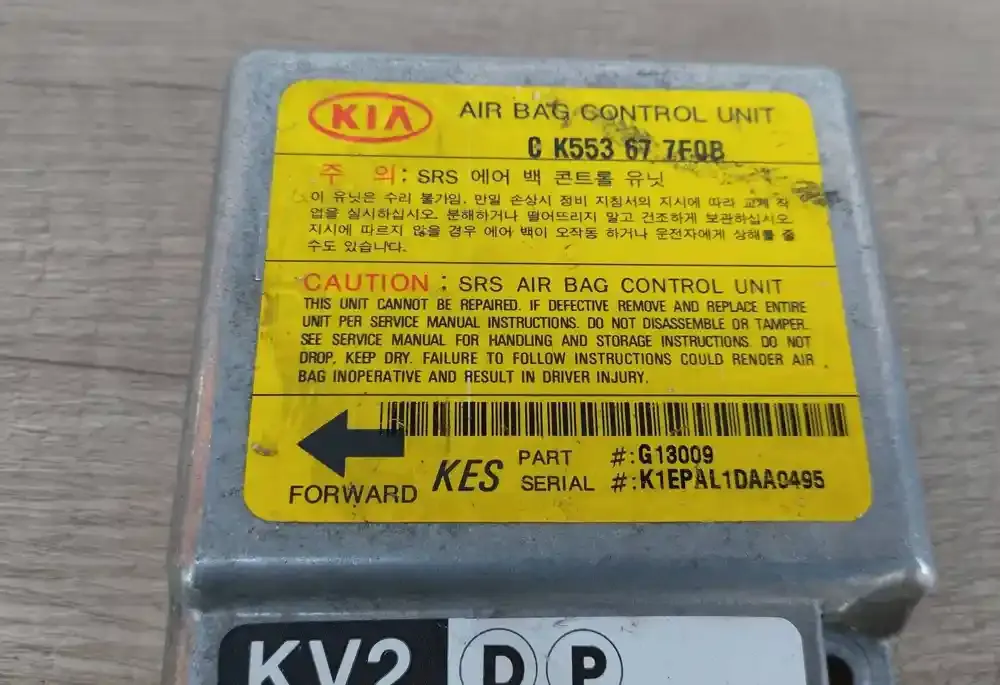 KIA AIR BAG CONTROL UNIT
0 K553 67 7F0B
주 의: SRS 에어 백 콘트롤 유닛
이 유닛은 수리 불가임. 만일 손상시 정비 지침서의 지시에 따라 교체 작
업을 실시하십시오. 분해하거나 떨어뜨리지 말고 건조하게 보관하십시오.
지시에 따르지 않을 경우 에어 백이 오작동 하거나 운전자에게 상해를 줄
수도 있습니다.
CAUTION : SRS AIR BAG CONTROL UNIT
THIS UNIT CANNOT BE REPAIRED. IF DEFECTIVE REMOVE AND REPLACE ENTIRE
UNIT PER SERVICE MANUAL INSTRUCTIONS. DO NOT DISASSEMBLE OR TAMPER.
SEE SERVICE MANUAL FOR HANDLING AND STORAGE INSTRUCTIONS. DO NOT
DROP, KEEP DRY. FAILURE TO FOLLOW INSTRUCTIONS COULD RENDER AIR
BAG INOPERATIVE AND RESULT IN DRIVER INJURY.
FORWARD
KES
PART #:G13009
SERIAL #:K1EPAL1DAA0495
KV2 D P